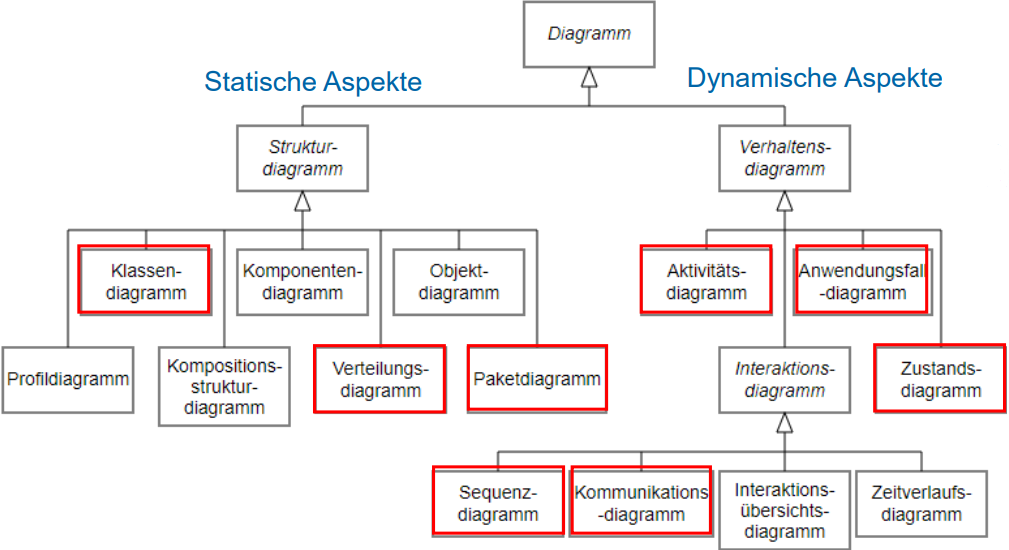 Diagramm
Statische Aspekte
Dynamische Aspekte
Struktur-
diagramm
Verhaltens-
diagramm
Klassen-
diagramm
Komponenten-
diagramm
Objekt-
diagramm
Aktivitäts-
diagramm
Anwendungsfall
-diagramm
Profildiagramm
Kompositions-
struktur-
diagramm
Verteilungs-
diagramm
Paketdiagramm
Interaktions-
diagramm
Zustands-
diagramm
Sequenz-
diagramm
Kommunikations
-diagramm
Interaktions-
übersichts-
diagramm
Zeitverlaufs-
diagramm